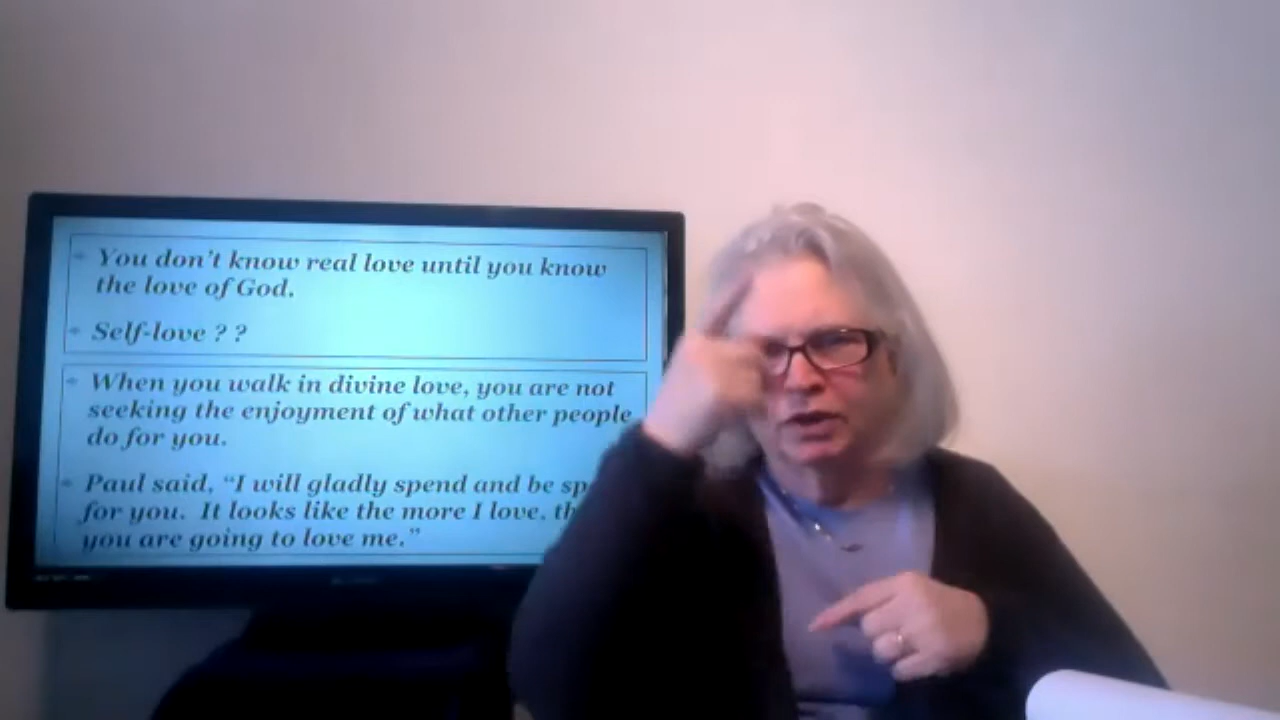 You don't know real love until you know
the love of God.
Self-love ? ?
When you walk in divine love, you are not
seeking the enjoyment of what other people
do for you.
Paul said, "I will gladly spend and be
for you. It looks like the more I love,
you are going to love me."